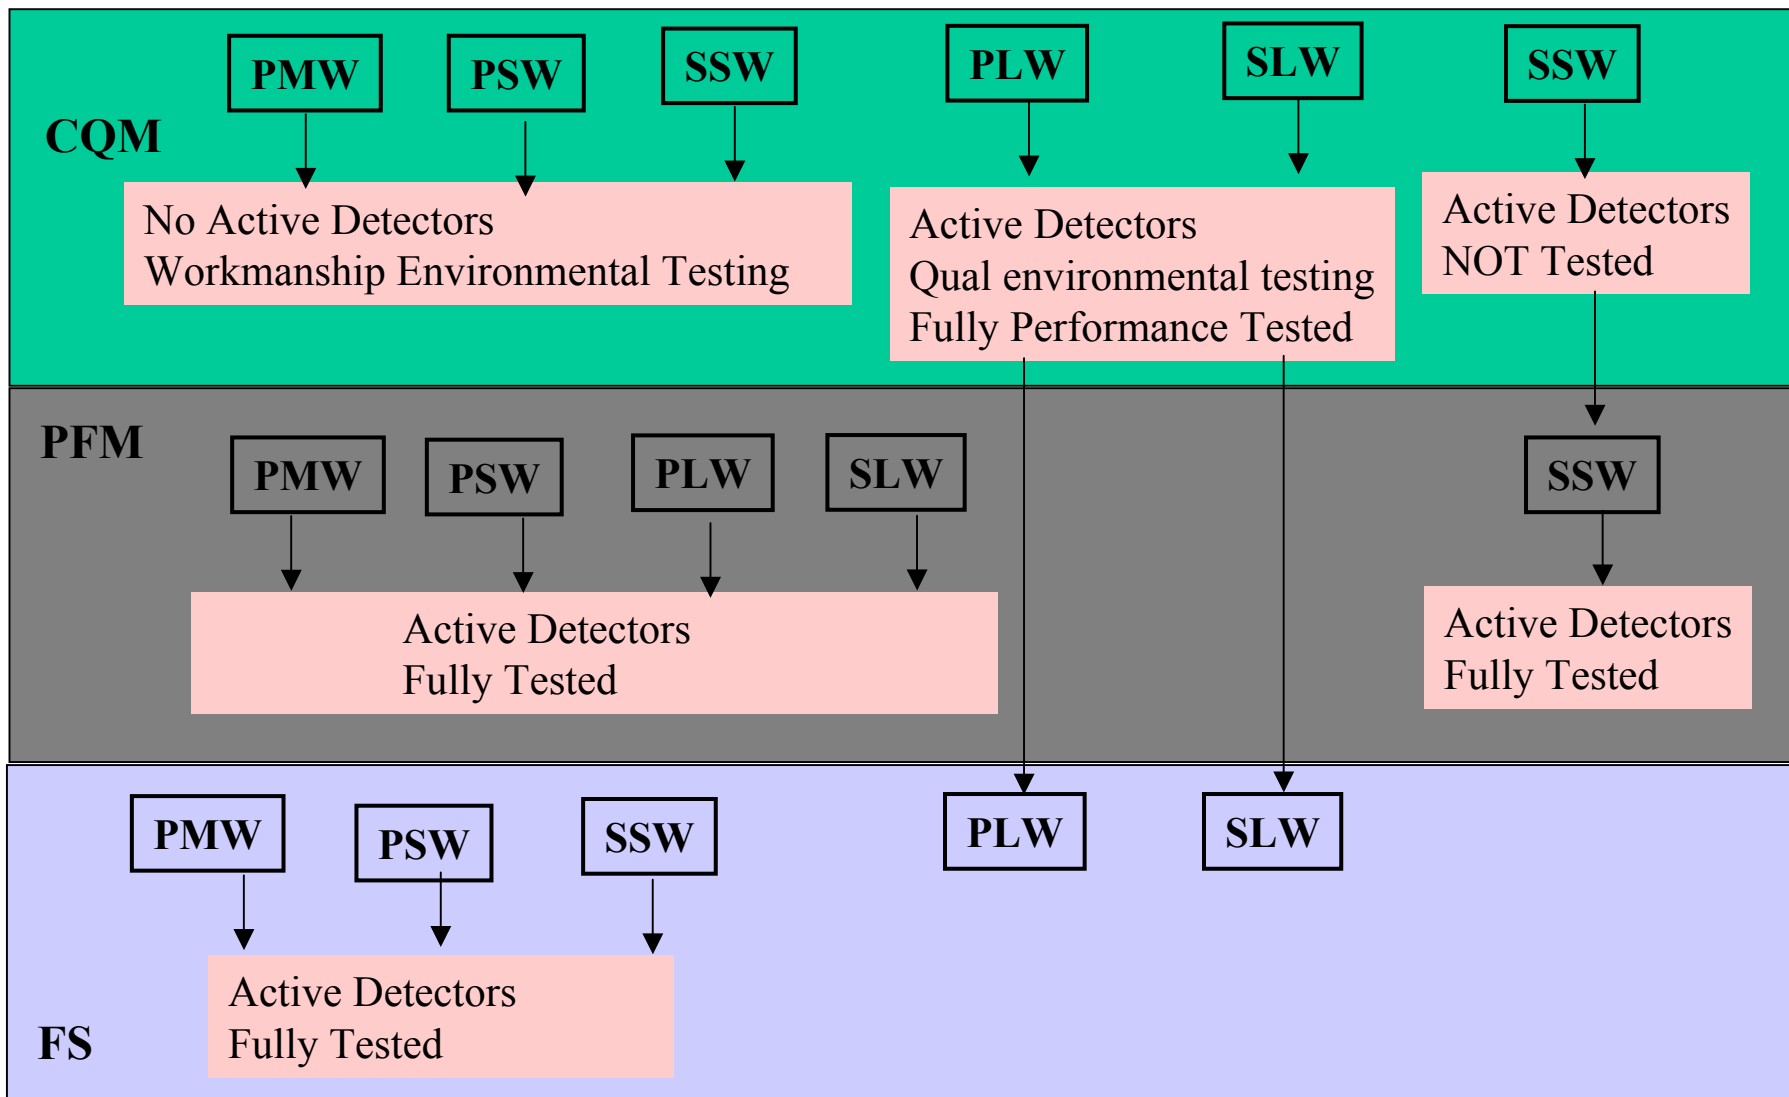 PMW
PSW
SSW
PLW
SLW
SSW
CQM
No Active Detectors
Workmanship Environmental Testing
Active Detectors
Qual environmental testing
Fully Performance Tested
Active Detectors
NOT Tested
PFM
PMW
PSW
PLW
SLW
SSW
Active Detectors
Fully Tested
Active Detectors
Fully Tested
PMW
PSW
SSW
PLW
SLW
Active Detectors
Fully Tested
FS